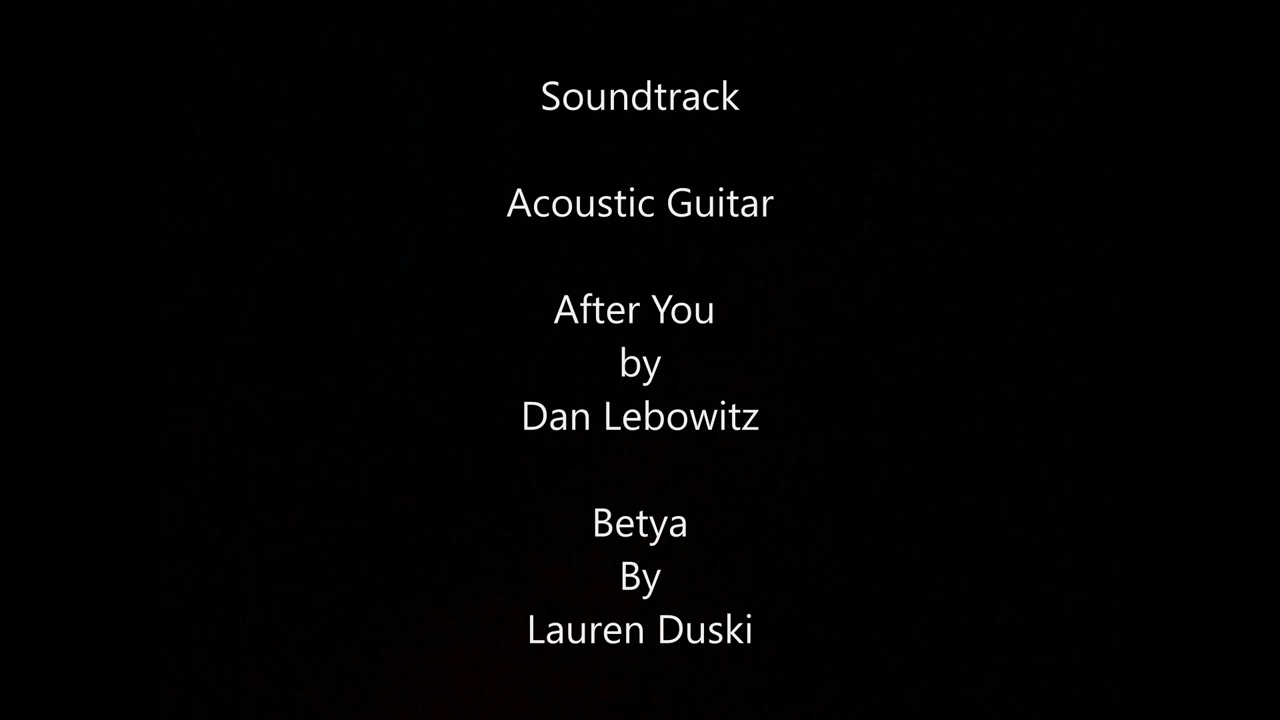 Soundtrack
Acoustic Guitar
After You
by
Dan Lebowitz
Betya
By
Lauren Duski